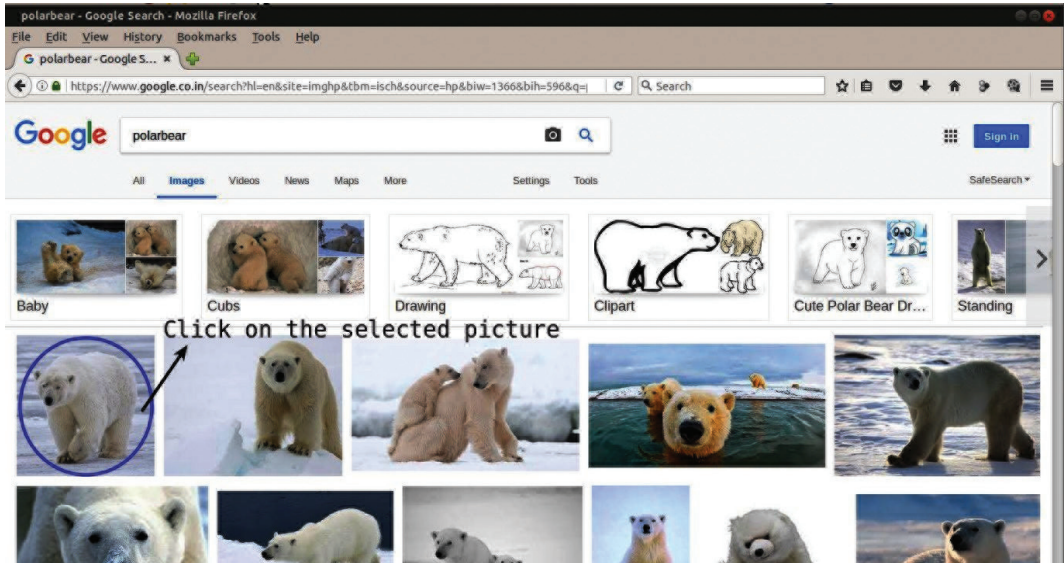 polarbear - Google Search - Mozilla Firefox
File Edit View History Bookmarks Tools Help
G polarbear - Google S... ×
https://www.google.co.in/search?hl=en&site=imghp&tbm=isch&source=hp&biw=1366&bih=596&q=
Search
Google
polarbear
Sign in
All Images Videos News Maps More Settings Tools
SafeSearch
Baby Cubs Drawing Clipart Cute Polar Bear Dr... Standing
Click on the selected picture